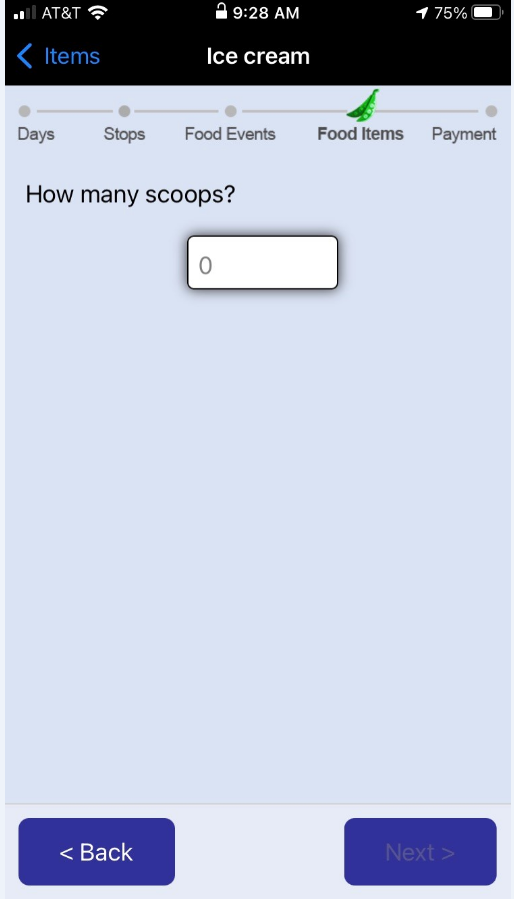 AT&T 9:28 AM 75%
Items Ice cream
Days Stops Food Events Food Items Payment
How many scoops?
0
< Back Next >